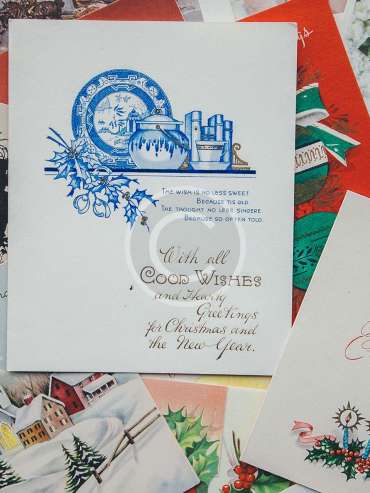 The wish is no less sweet
Because 'tis old
The thought no less sincere
Because so often told
With all
Good Wishes
and Hearty
Greetings
for Christmas and
the New Year.